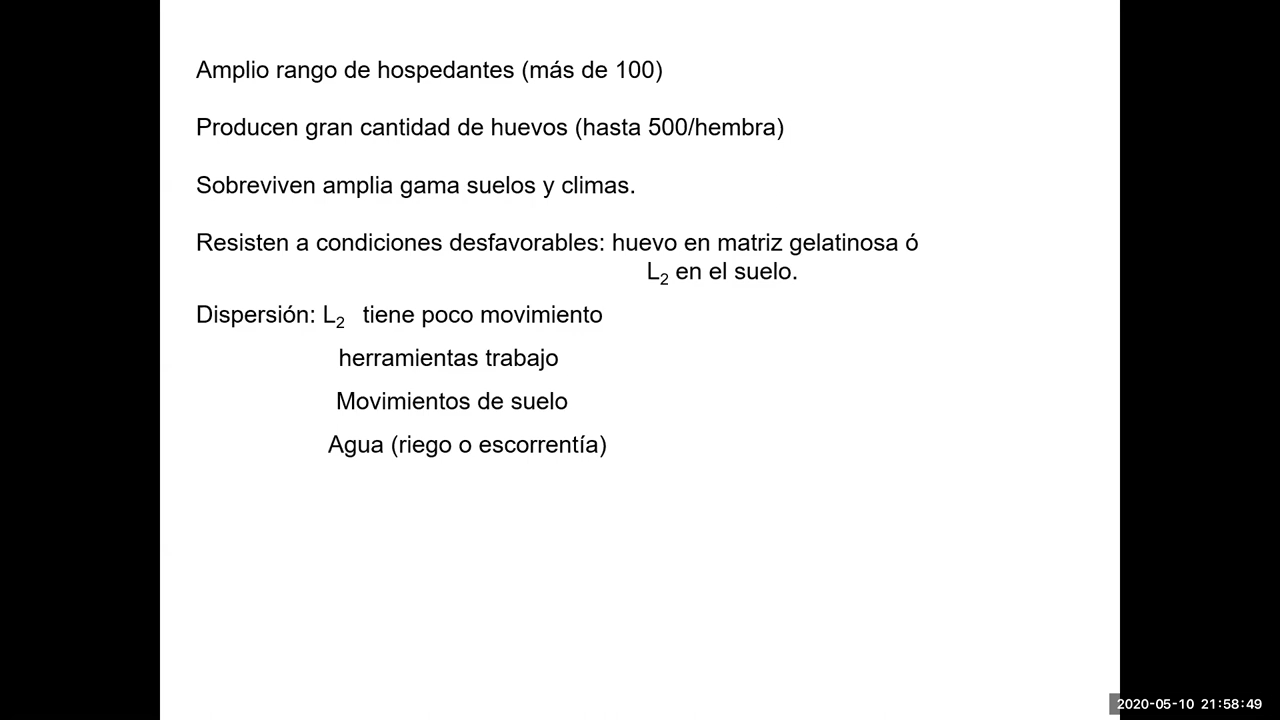 Amplio rango de hospedantes (más de 100)
Producen gran cantidad de huevos (hasta 500/hembra)
Sobreviven amplia gama suelos y climas.
Resisten a condiciones desfavorables: huevo en matriz gelatinosa ó
L₂ en el suelo.
Dispersión: L₂ tiene poco movimiento
herramientas trabajo
Movimientos de suelo
Agua (riego o escorrentía)
2020-05-10 21:58:49